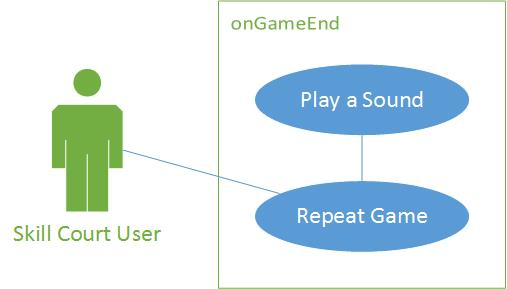 onGameEnd
Play a Sound
Repeat Game
Skill Court User